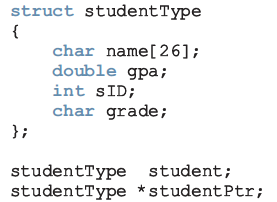 struct studentType
{
    char name[26];
    double gpa;
    int sID;
    char grade;
};

studentType  student;
studentType *studentPtr;